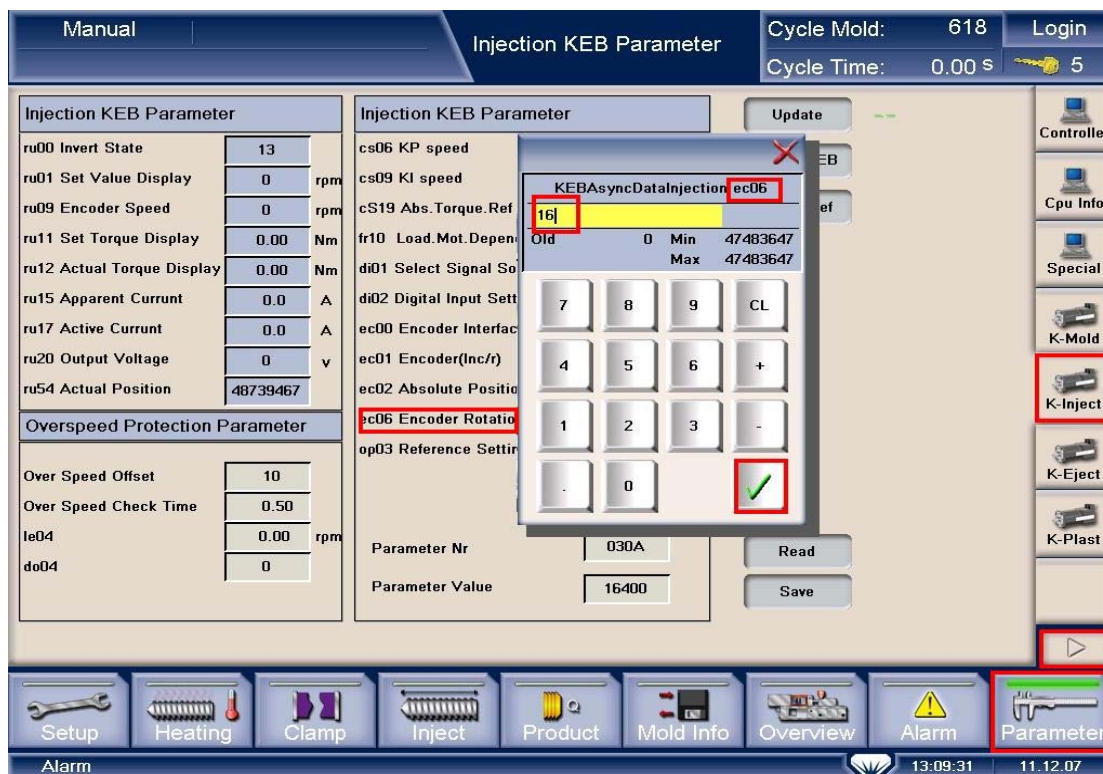 Manual
Injection KEB Parameter
Cycle Mold: 618
Cycle Time: 0.00 s
Login
5
Injection KEB Parameter
ru00 Invert State 13
ru01 Set Value Display 0 rpm
ru09 Encoder Speed 0 rpm
ru11 Set Torque Display 0.00 Nm
ru12 Actual Torque Display 0.00 Nm
ru15 Apparent Currunt 0.0 A
ru17 Active Currunt 0.0 A
ru20 Output Voltage 0 v
ru54 Actual Position 48739467
Overspeed Protection Parameter
Over Speed Offset 10
Over Speed Check Time 0.50
le04 0.00 rpm
do04 0
Injection KEB Parameter
cs06 KP speed
cs09 KI speed
cS19 Abs.Torque.Ref
fr10 Load.Mot.Depen
di01 Select Signal So
di02 Digital Input Sett
ec00 Encoder Interfac
ec01 Encoder(Inc/r)
ec02 Absolute Positio
ec06 Encoder Rotatio
op03 Reference Settin
Parameter Nr 030A
Parameter Value 16400
KEBAsyncDataInjection ec06
16
Old 0 Min 47483647
Max 47483647
7 8 9 CL
4 5 6 +
1 2 3 -
. 0
Update --
EB
ef
Read
Save
Controlle
Cpu Info
Special
K-Mold
K-Inject
K-Eject
K-Plast
Setup Heating Clamp Inject Product Mold Info Overview Alarm Parameter
Alarm 13:09:31 11.12.07